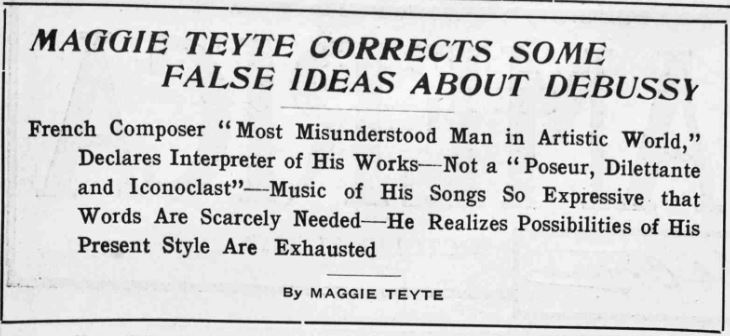 MAGGIE TEYTE CORRECTS SOME
FALSE IDEAS ABOUT DEBUSSY
French Composer "Most Misunderstood Man in Artistic World,"
Declares Interpreter of His Works—Not a "Poseur, Dilettante
and Iconoclast"—Music of His Songs So Expressive that
Words Are Scarcely Needed—He Realizes Possibilities of His
Present Style Are Exhausted
By MAGGIE TEYTE